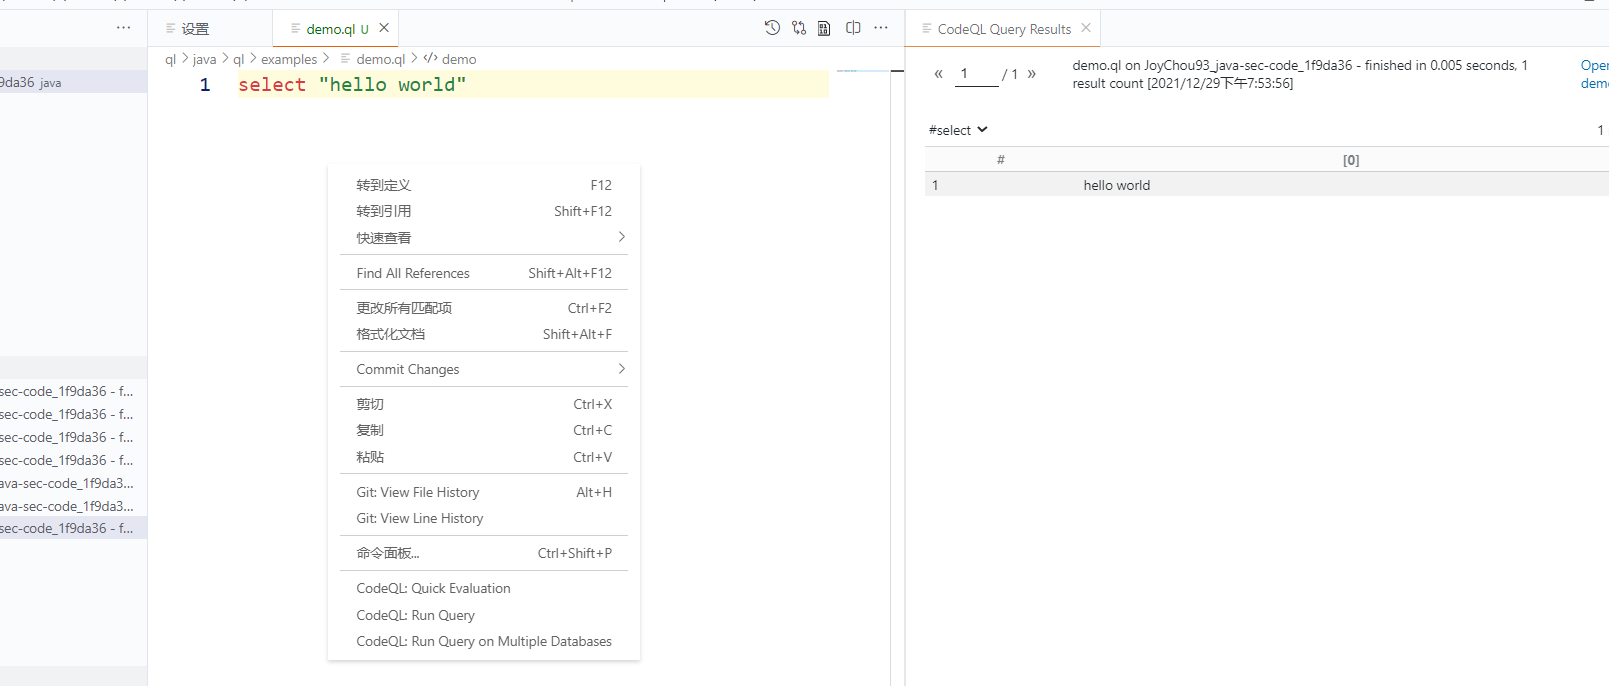 设置
demo.ql U
CodeQL Query Results
ql > java > ql > examples > demo.ql > demo
9da36 java
1 select "hello world"
« 1 / 1 »
demo.ql on JoyChou93_java-sec-code_1f9da36 - finished in 0.005 seconds, 1
result count [2021/12/29下午7:53:56]
Open
demo
#select
1
# [0]
1 hello world
转到定义 F12
转到引用 Shift+F12
快速查看
Find All References Shift+Alt+F12
更改所有匹配项 Ctrl+F2
格式化文档 Shift+Alt+F
Commit Changes
剪切 Ctrl+X
复制 Ctrl+C
粘贴 Ctrl+V
Git: View File History Alt+H
Git: View Line History
命令面板... Ctrl+Shift+P
CodeQL: Quick Evaluation
CodeQL: Run Query
CodeQL: Run Query on Multiple Databases
sec-code_1f9da36 - f...
sec-code_1f9da36 - f...
sec-code_1f9da36 - f...
sec-code_1f9da36 - f...
ava-sec-code_1f9da3...
ava-sec-code_1f9da3...
sec-code_1f9da36 - f...